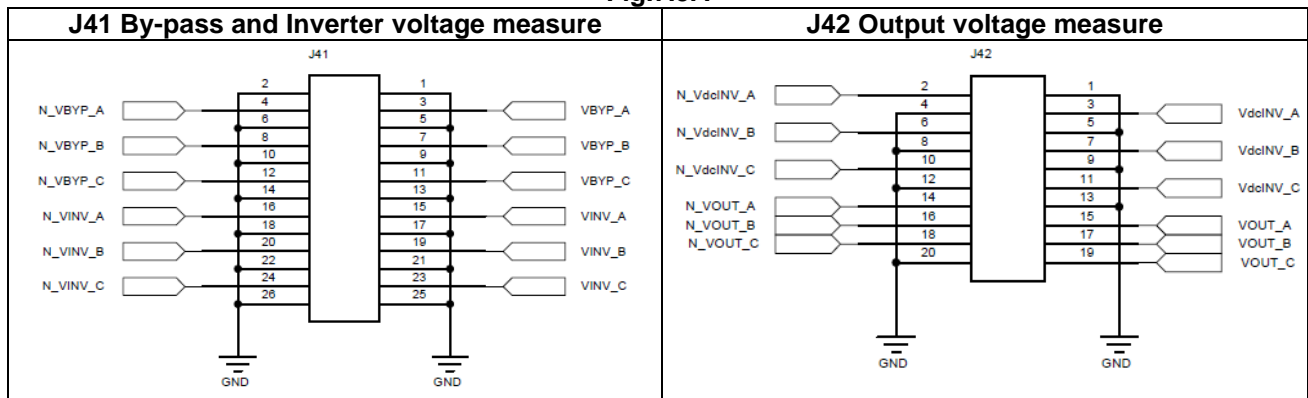 J41 By-pass and Inverter voltage measure
J41
2 1
N_VBYP_A 4 3 VBYP_A
6 5
N_VBYP_B 8 7 VBYP_B
10 9
N_VBYP_C 12 11 VBYP_C
14 13
N_VINV_A 16 15 VINV_A
18 17
N_VINV_B 20 19 VINV_B
22 21
N_VINV_C 24 23 VINV_C
26 25
GND GND
J42 Output voltage measure
J42
N_VdcINV_A 2 1
4 3 VdcINV_A
N_VdcINV_B 6 5
8 7 VdcINV_B
N_VdcINV_C 10 9
12 11 VdcINV_C
N_VOUT_A 14 13
N_VOUT_B 16 15 VOUT_A
N_VOUT_C 18 17 VOUT_B
20 19 VOUT_C
GND GND